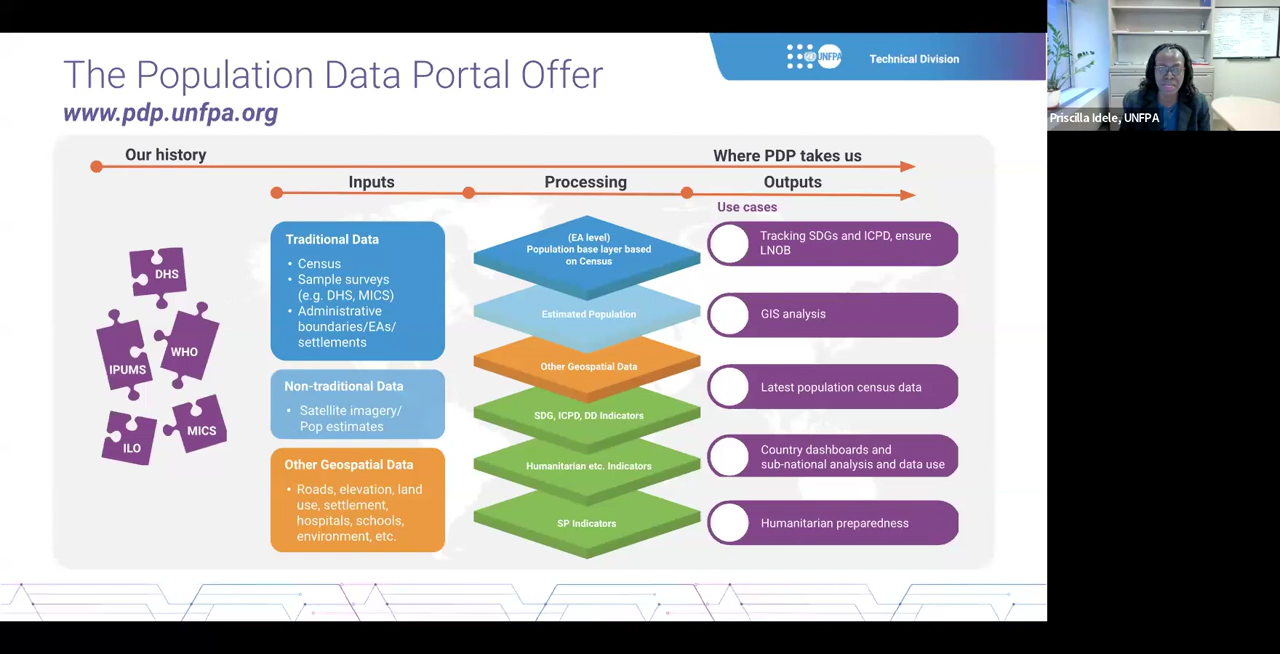 The Population Data Portal Offer
www.pdp.unfpa.org
UNFPA
Technical Division
Priscilla Idele, UNFPA
Our history
Where PDP takes us
Inputs
Processing
Outputs
Use cases
DHS
IPUMS
WHO
ILO
MICS
Traditional Data
• Census
• Sample surveys
(e.g. DHS, MICS)
• Administrative
boundaries/EAs/
settlements
Non-traditional Data
• Satellite imagery/
Pop estimates
Other Geospatial Data
• Roads, elevation, land
use, settlement,
hospitals, schools,
environment, etc.
(EA level)
Population base layer based
on Census
Estimated Population
Other Geospatial Data
SDG, ICPD, DD Indicators
Humanitarian etc. Indicators
SP Indicators
Tracking SDGs and ICPD, ensure
LNOB
GIS analysis
Latest population census data
Country dashboards and
sub-national analysis and data use
Humanitarian preparedness